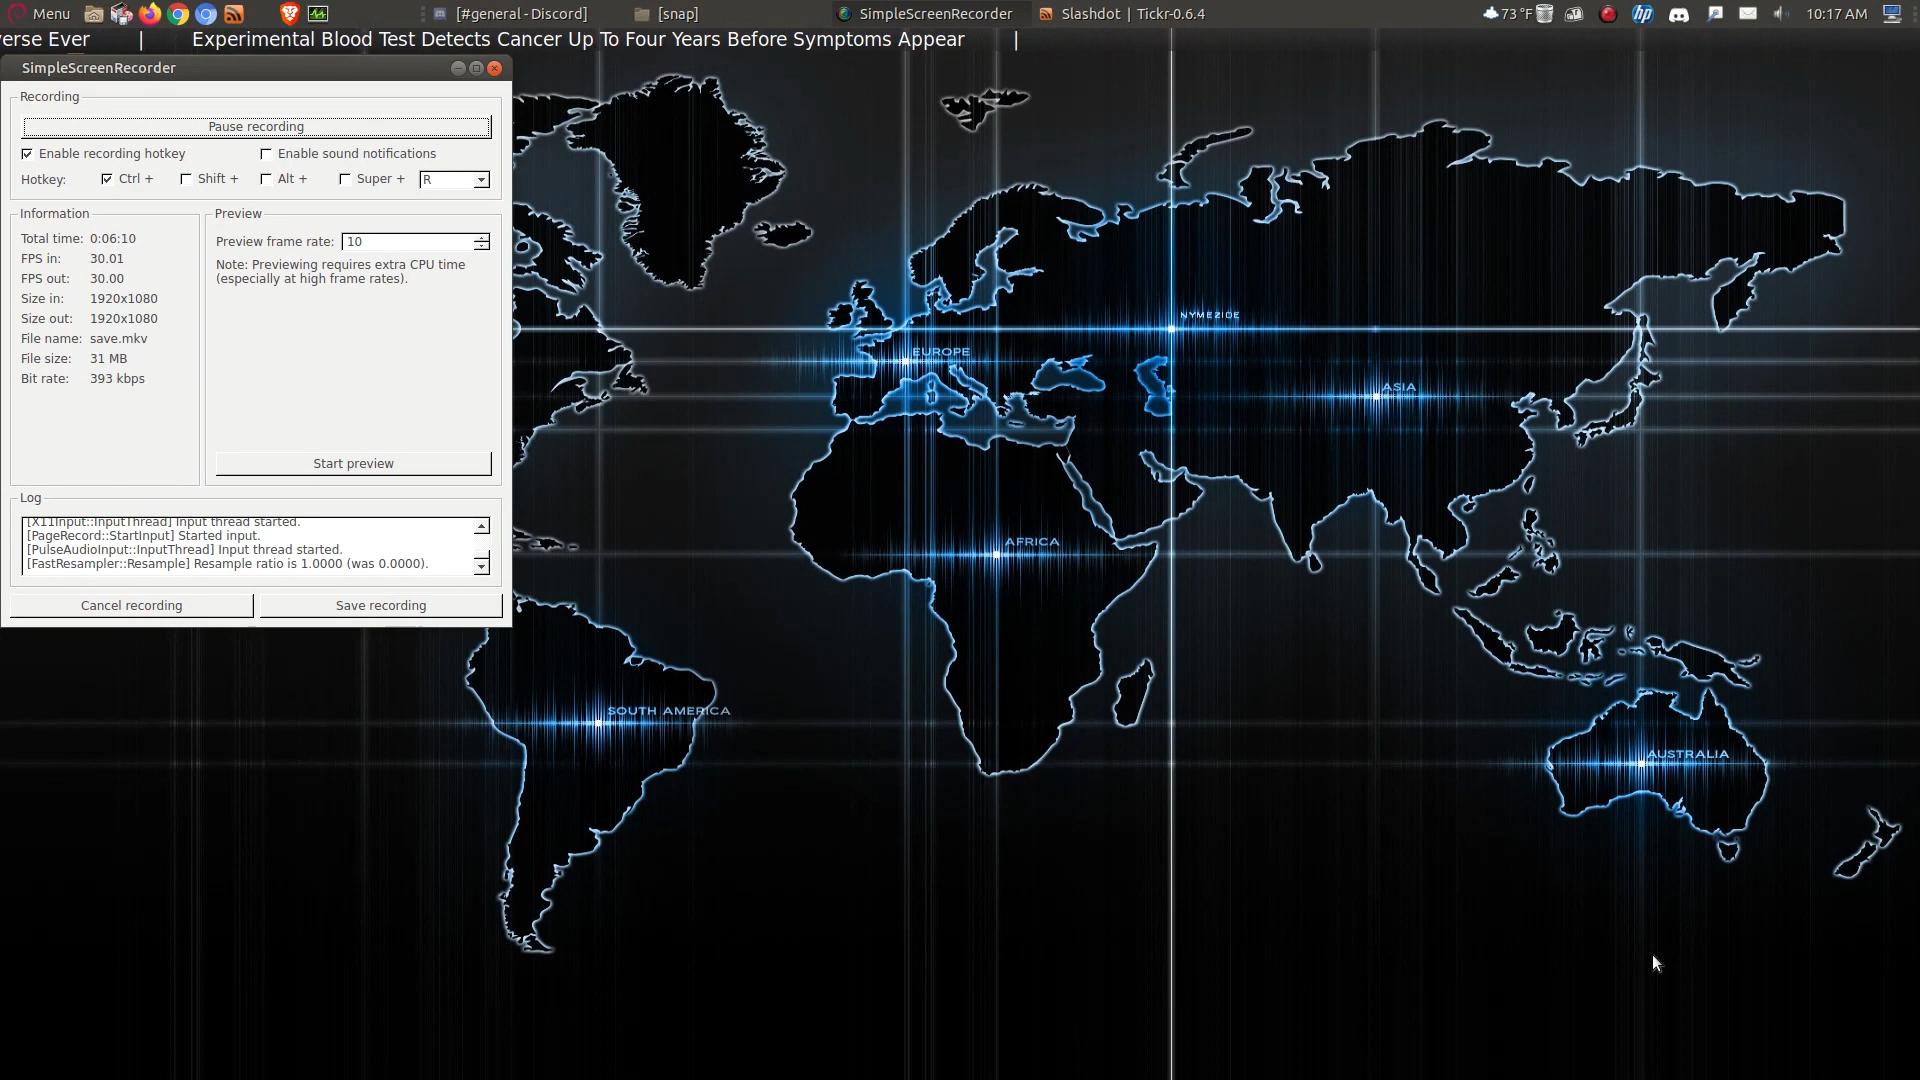 Menu
[#general - Discord]
[snap]
SimpleScreenRecorder
Slashdot | Tickr-0.6.4
73 °F
hp
10:17 AM
verse Ever | Experimental Blood Test Detects Cancer Up To Four Years Before Symptoms Appear |
SimpleScreenRecorder
Recording
Pause recording
Enable recording hotkey
Enable sound notifications
Hotkey: Ctrl + Shift + Alt + Super + R
Information
Total time: 0:06:10
FPS in: 30.01
FPS out: 30.00
Size in: 1920x1080
Size out: 1920x1080
File name: save.mkv
File size: 31 MB
Bit rate: 393 kbps
Preview
Preview frame rate: 10
Note: Previewing requires extra CPU time
(especially at high frame rates).
Start preview
Log
[X11Input::InputThread] Input thread started.
[PageRecord::StartInput] Started input.
[PulseAudioInput::InputThread] Input thread started.
[FastResampler::Resample] Resample ratio is 1.0000 (was 0.0000).
Cancel recording
Save recording
NYMEZIDE
EUROPE
ASIA
AFRICA
SOUTH AMERICA
AUSTRALIA